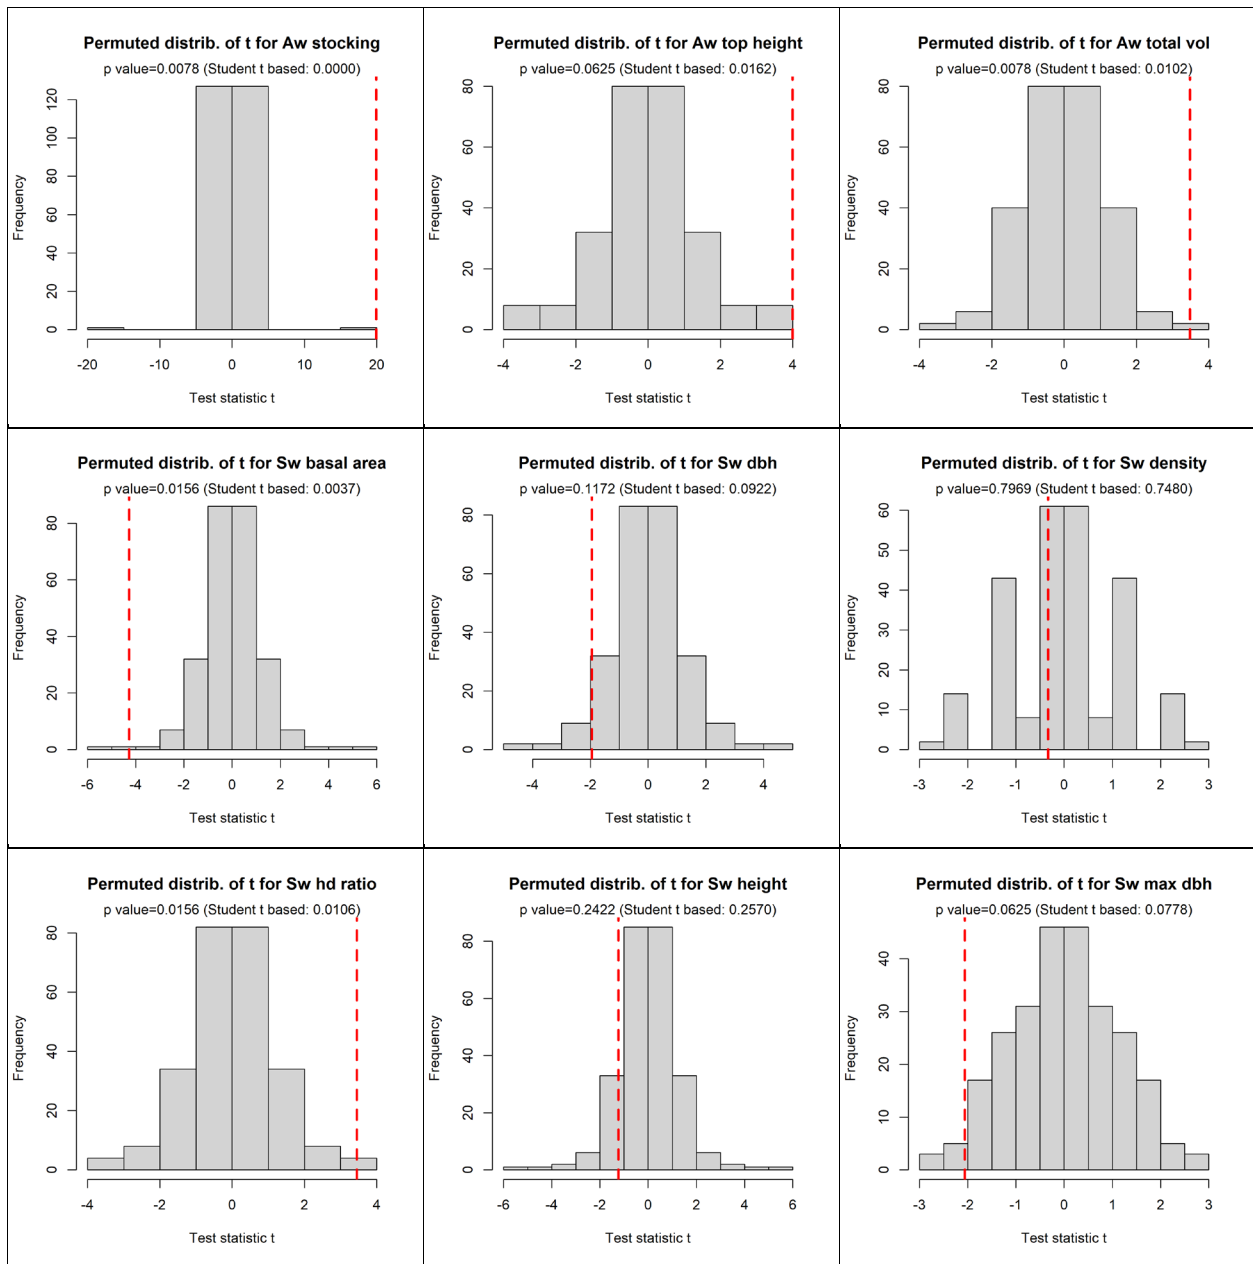 Permuted distrib. of t for Aw stocking
p value=0.0078 (Student t based: 0.0000)
Frequency
0 20 40 60 80 100 120
-20 -10 0 10 20
Test statistic t
Permuted distrib. of t for Aw top height
p value=0.0625 (Student t based: 0.0162)
Frequency
0 20 40 60 80
-4 -2 0 2 4
Test statistic t
Permuted distrib. of t for Aw total vol
p value=0.0078 (Student t based: 0.0102)
Frequency
0 20 40 60 80
-4 -2 0 2 4
Test statistic t
Permuted distrib. of t for Sw basal area
p value=0.0156 (Student t based: 0.0037)
Frequency
0 20 40 60 80
-6 -4 -2 0 2 4 6
Test statistic t
Permuted distrib. of t for Sw dbh
p value=0.1172 (Student t based: 0.0922)
Frequency
0 20 40 60 80
-4 -2 0 2 4
Test statistic t
Permuted distrib. of t for Sw density
p value=0.7969 (Student t based: 0.7480)
Frequency
0 10 20 30 40 50 60
-3 -2 -1 0 1 2 3
Test statistic t
Permuted distrib. of t for Sw hd ratio
p value=0.0156 (Student t based: 0.0106)
Frequency
0 20 40 60 80
-4 -2 0 2 4
Test statistic t
Permuted distrib. of t for Sw height
p value=0.2422 (Student t based: 0.2570)
Frequency
0 20 40 60 80
-6 -4 -2 0 2 4 6
Test statistic t
Permuted distrib. of t for Sw max dbh
p value=0.0625 (Student t based: 0.0778)
Frequency
0 10 20 30 40
-3 -2 -1 0 1 2 3
Test statistic t